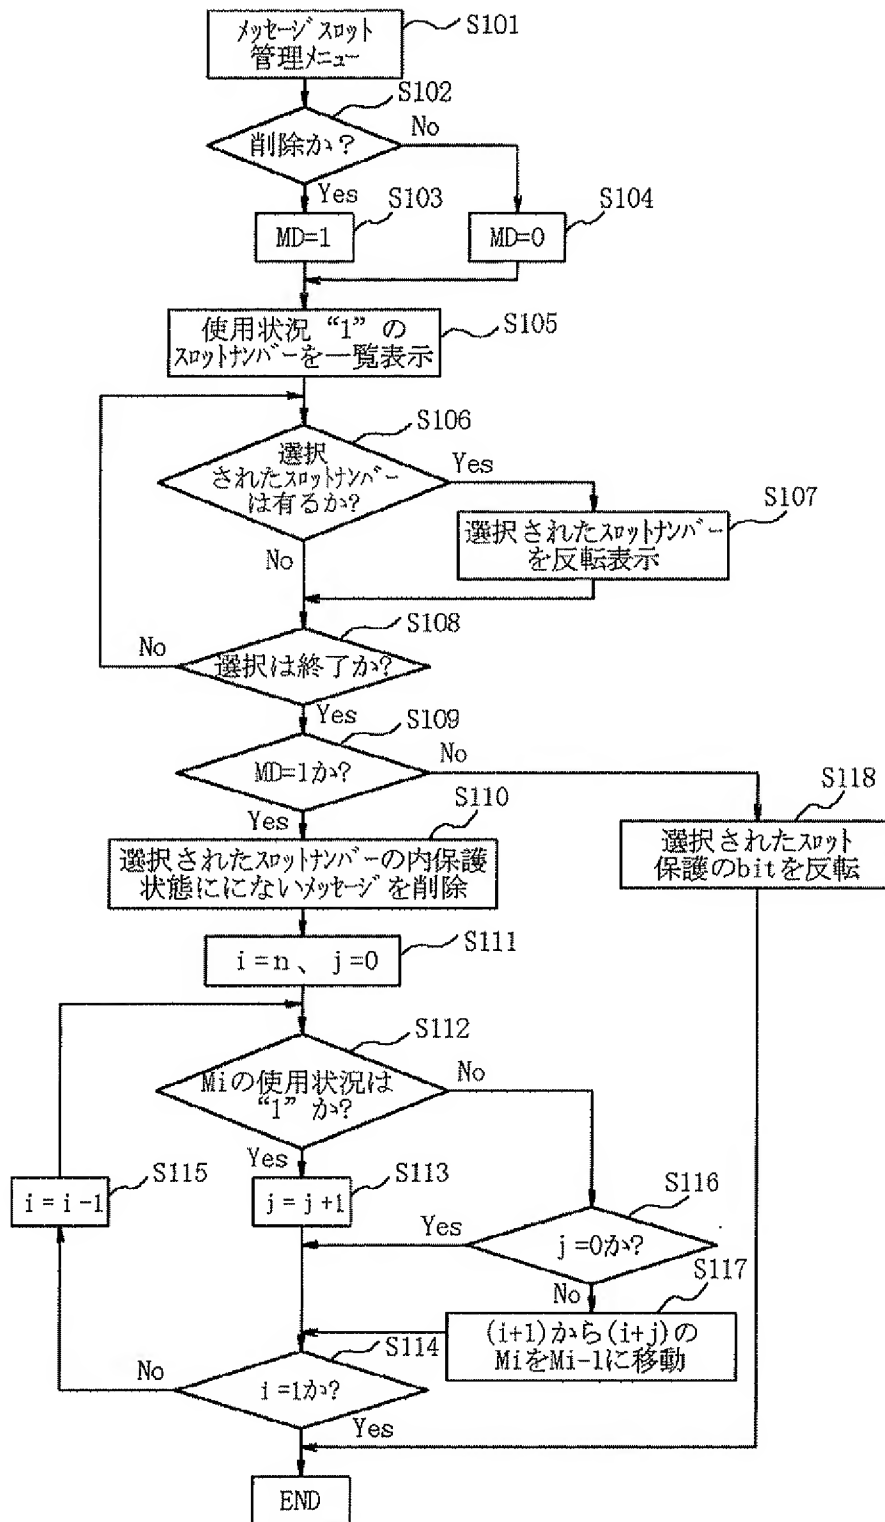 メッセージスロット
管理メニュー
S101
S102
削除か?
No
Yes
S103
MD=1
S104
MD=0
使用状況 “1” の
スロットナンバーを一覧表示
S105
S106
選択
されたスロットナンバー
は有るか?
Yes
No
S107
選択されたスロットナンバー
を反転表示
S108
選択は終了か?
No
Yes
S109
MD=1か?
No
Yes
S110
選択されたスロットナンバーの内保護
状態ににないメッセージを削除
S118
選択されたスロット
保護のbitを反転
S111
i=n、j=0
S112
Miの使用状況は
“1” か?
No
Yes
S113
j=j+1
S115
i=i-1
S116
j=0か?
Yes
No
S117
(i+1)から(i+j)の
MiをMi-1に移動
S114
i=1か?
No
Yes
END